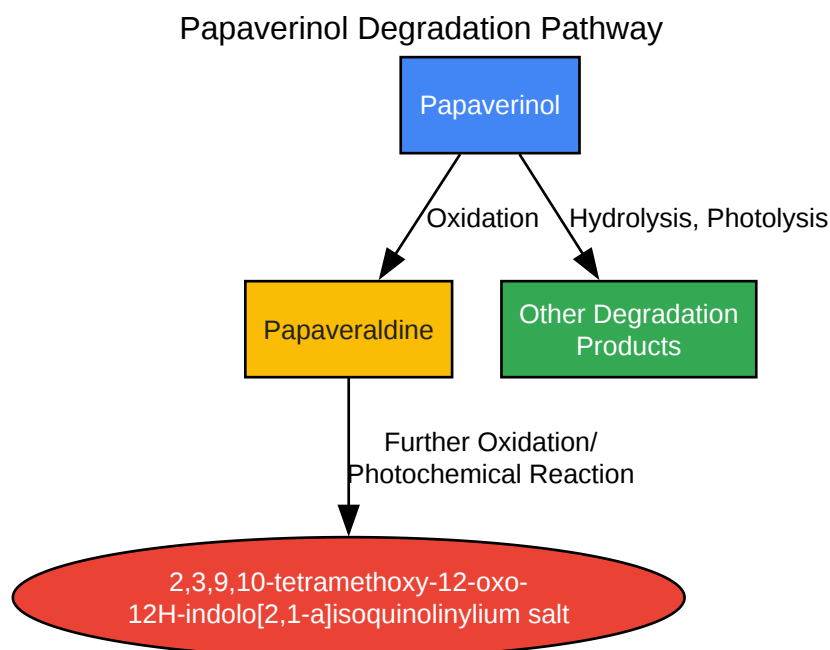 Papaverinol Degradation Pathway
Papaverinol
Oxidation
Hydrolysis, Photolysis
Papaveraldine
Other Degradation
Products
Further Oxidation/
Photochemical Reaction
2,3,9,10-tetramethoxy-12-oxo-
12H-indolo[2,1-a]isoquinolinylium salt